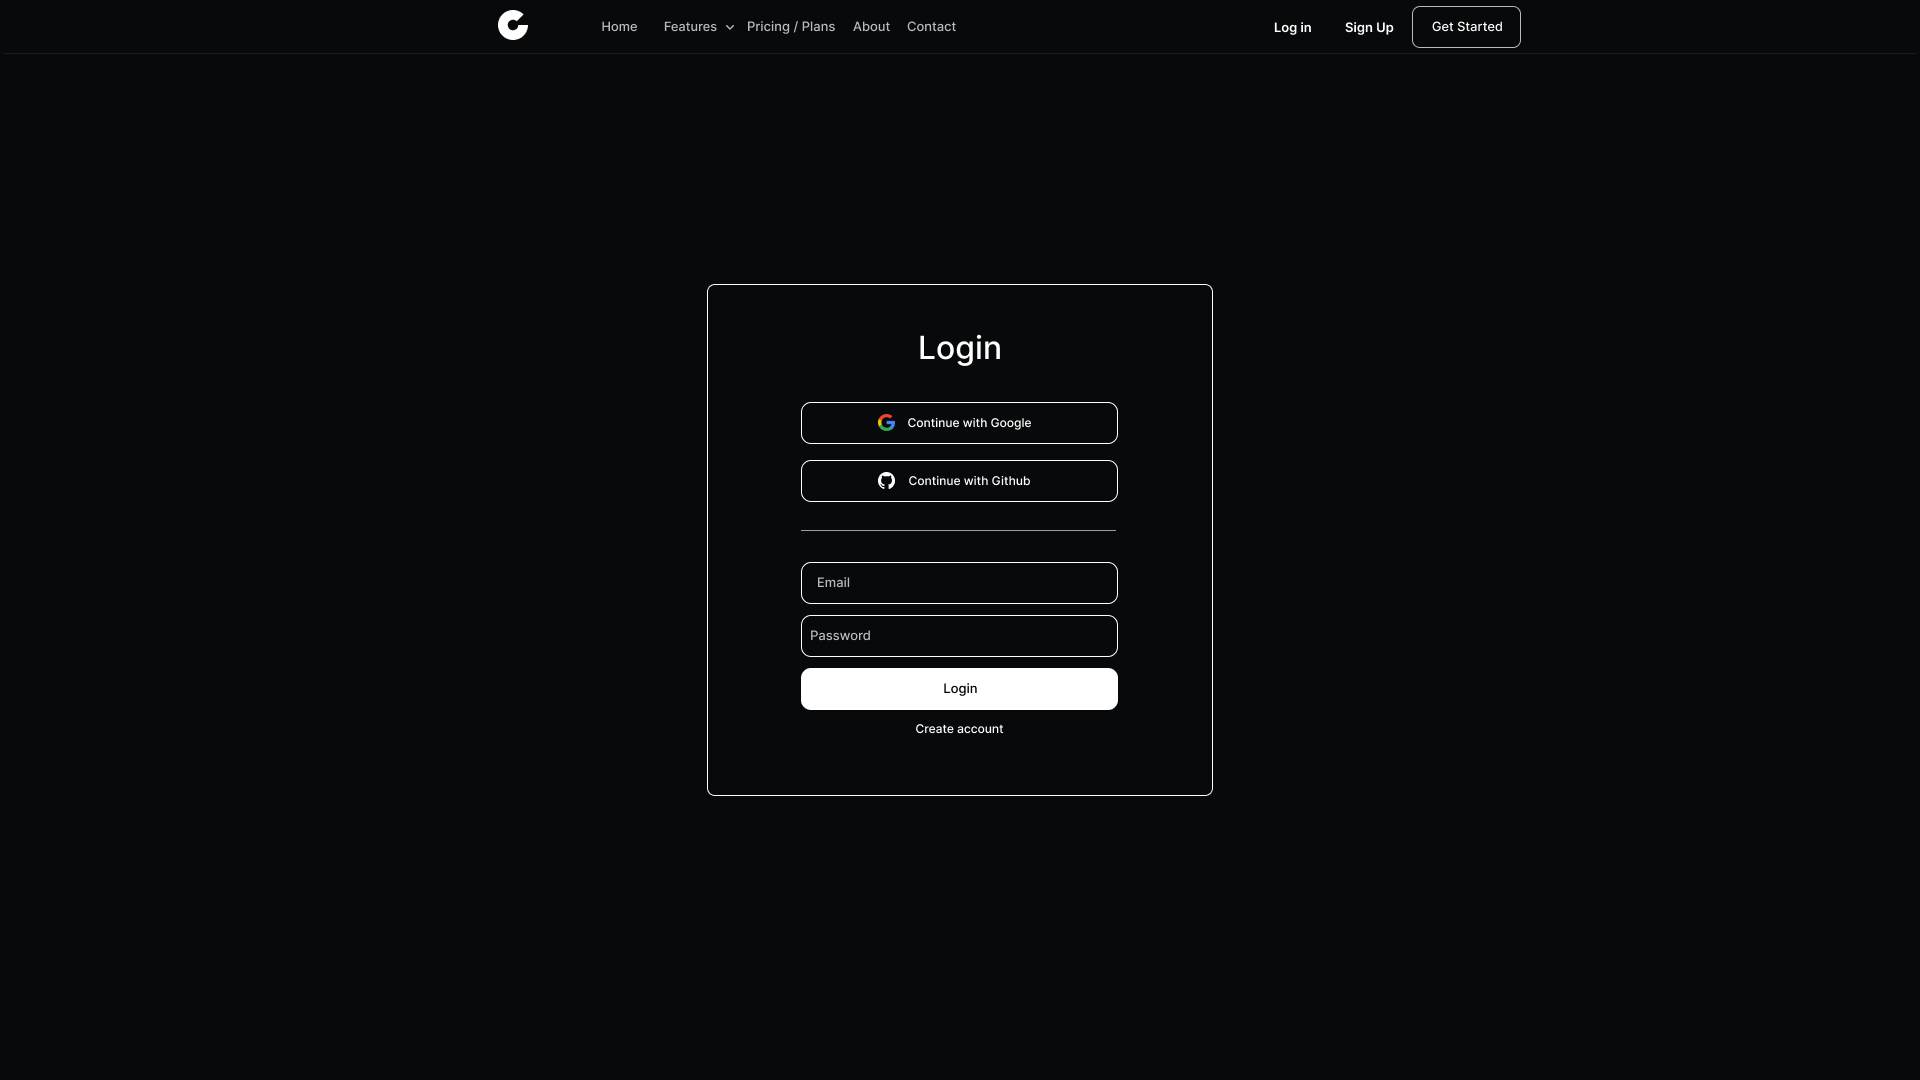 Home Features Pricing / Plans About Contact Log in Sign Up Get Started
Login
Continue with Google
Continue with Github
Email
Password
Login
Create account